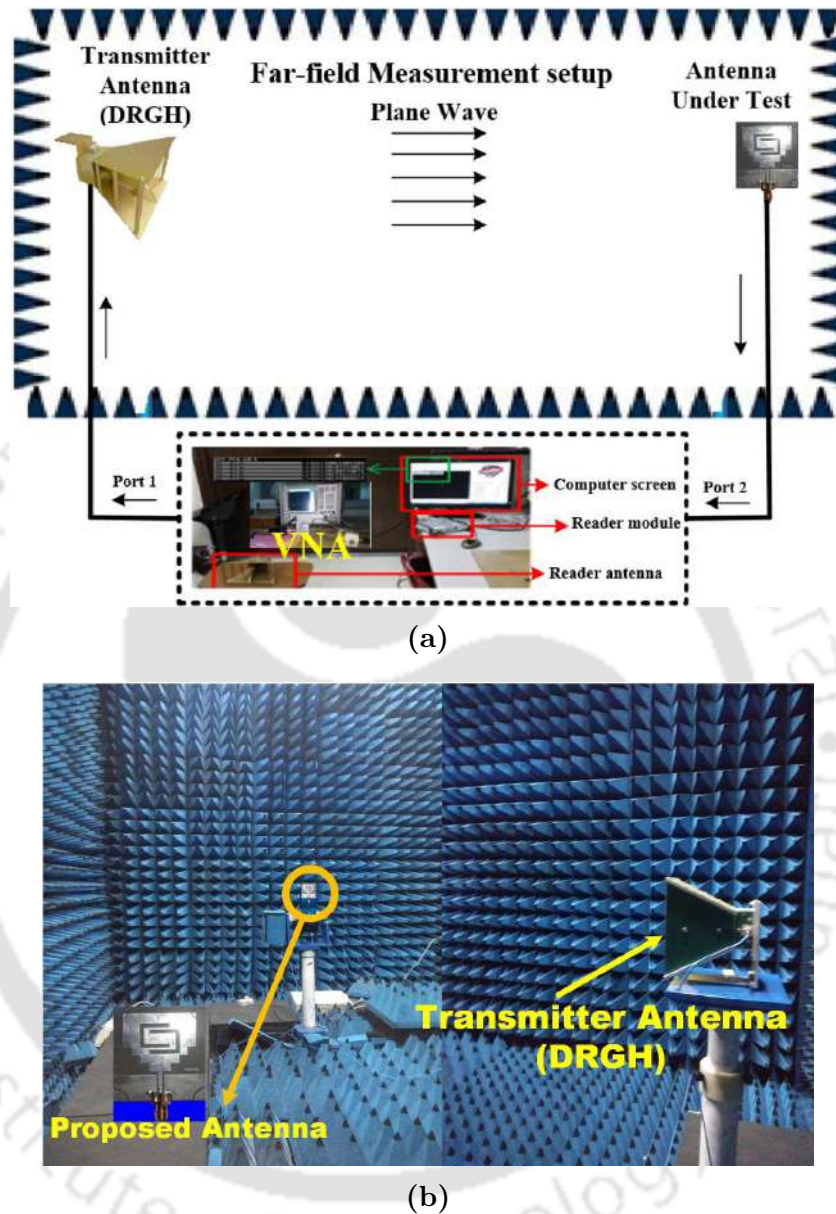 Transmitter
Antenna
(DRGH)
Far-field Measurement setup
Plane Wave
Antenna
Under Test
Port 1
VNA
Computer screen
Reader module
Reader antenna
Port 2
(a)
Proposed Antenna
Transmitter Antenna
(DRGH)
(b)